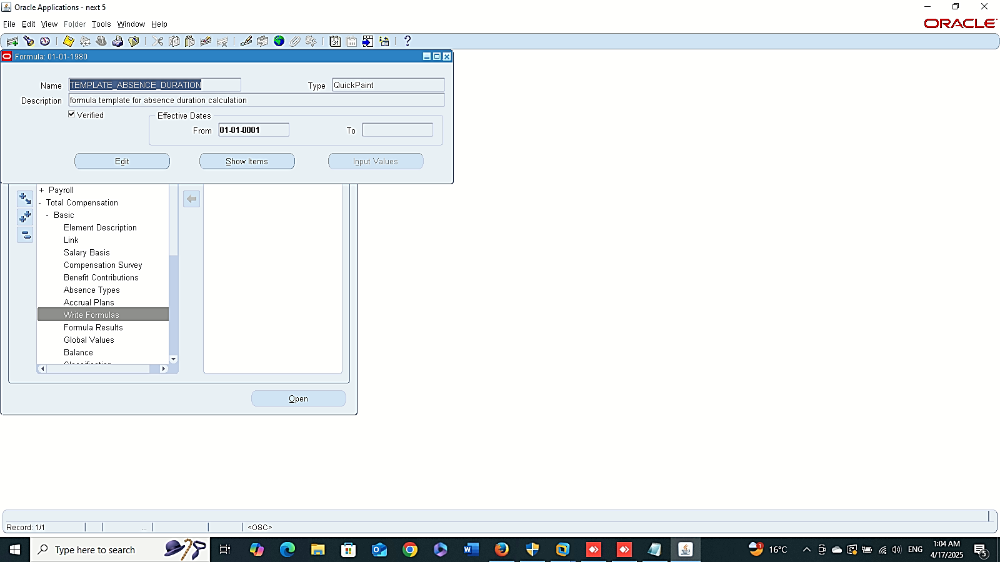 Oracle Applications - next 5
File Edit View Folder Tools Window Help
ORACLE
Formula: 01-01-1980
Name TEMPLATE_ABSENCE_DURATION Type QuickPaint
Description formula template for absence duration calculation
Verified
Effective Dates
From 01-01-0001 To
Edit Show Items Input Values
+ Payroll
- Total Compensation
- Basic
Element Description
Link
Salary Basis
Compensation Survey
Benefit Contributions
Absence Types
Accrual Plans
Write Formulas
Formula Results
Global Values
Balance
Classification
Open
Record: 1/1 ... <OSC>
Type here to search
16°C
ENG
1:04 AM
4/17/2025
5